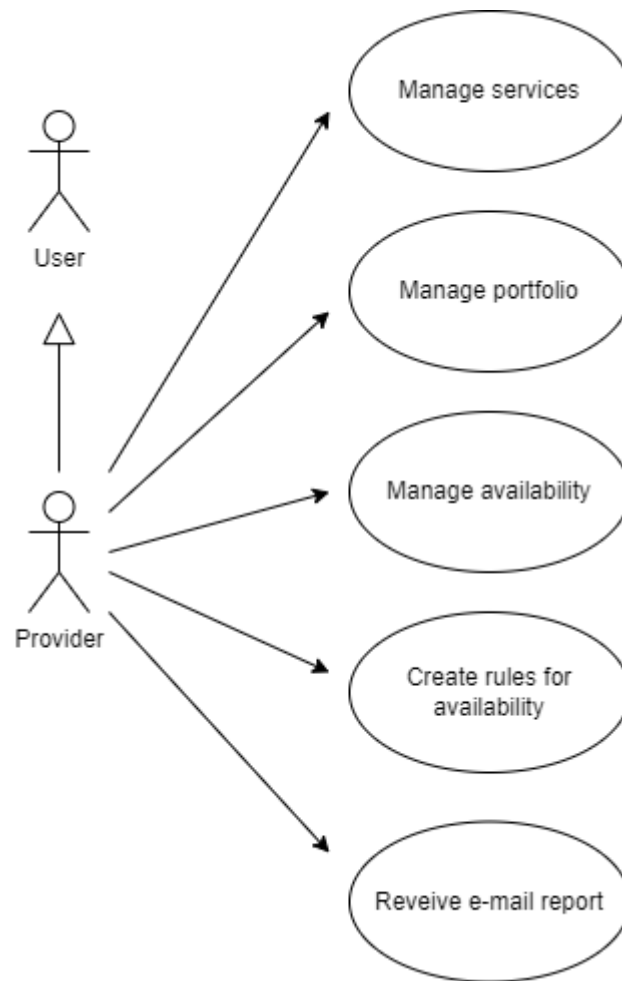 Manage services
User
Manage portfolio
Manage availability
Provider
Create rules for
availability
Reveive e-mail report